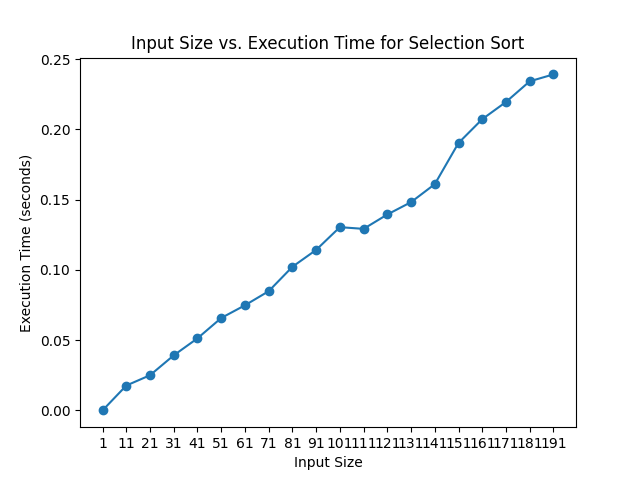 Input Size vs. Execution Time for Selection Sort
0.25
0.20
0.15
0.10
0.05
0.00
Execution Time (seconds)
1 11 21 31 41 51 61 71 81 91 101 111 121 131 141 151 161 171 181 191
Input Size